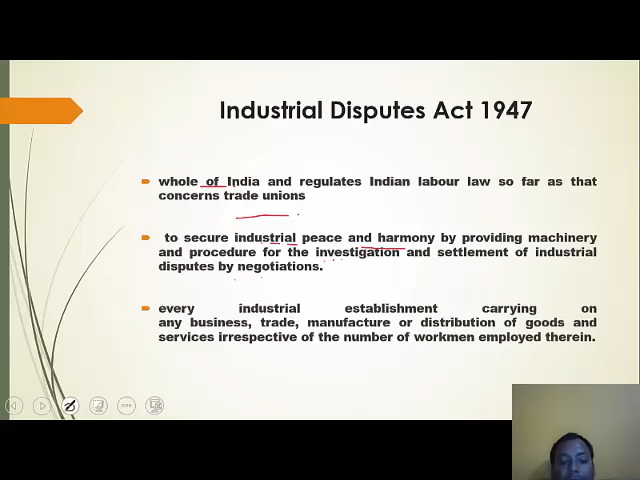 Industrial Disputes Act 1947
whole of India and regulates Indian labour law so far as that
concerns trade unions
to secure industrial peace and harmony by providing machinery
and procedure for the investigation and settlement of industrial
disputes by negotiations.
every industrial establishment carrying on
any business, trade, manufacture or distribution of goods and
services irrespective of the number of workmen employed therein.